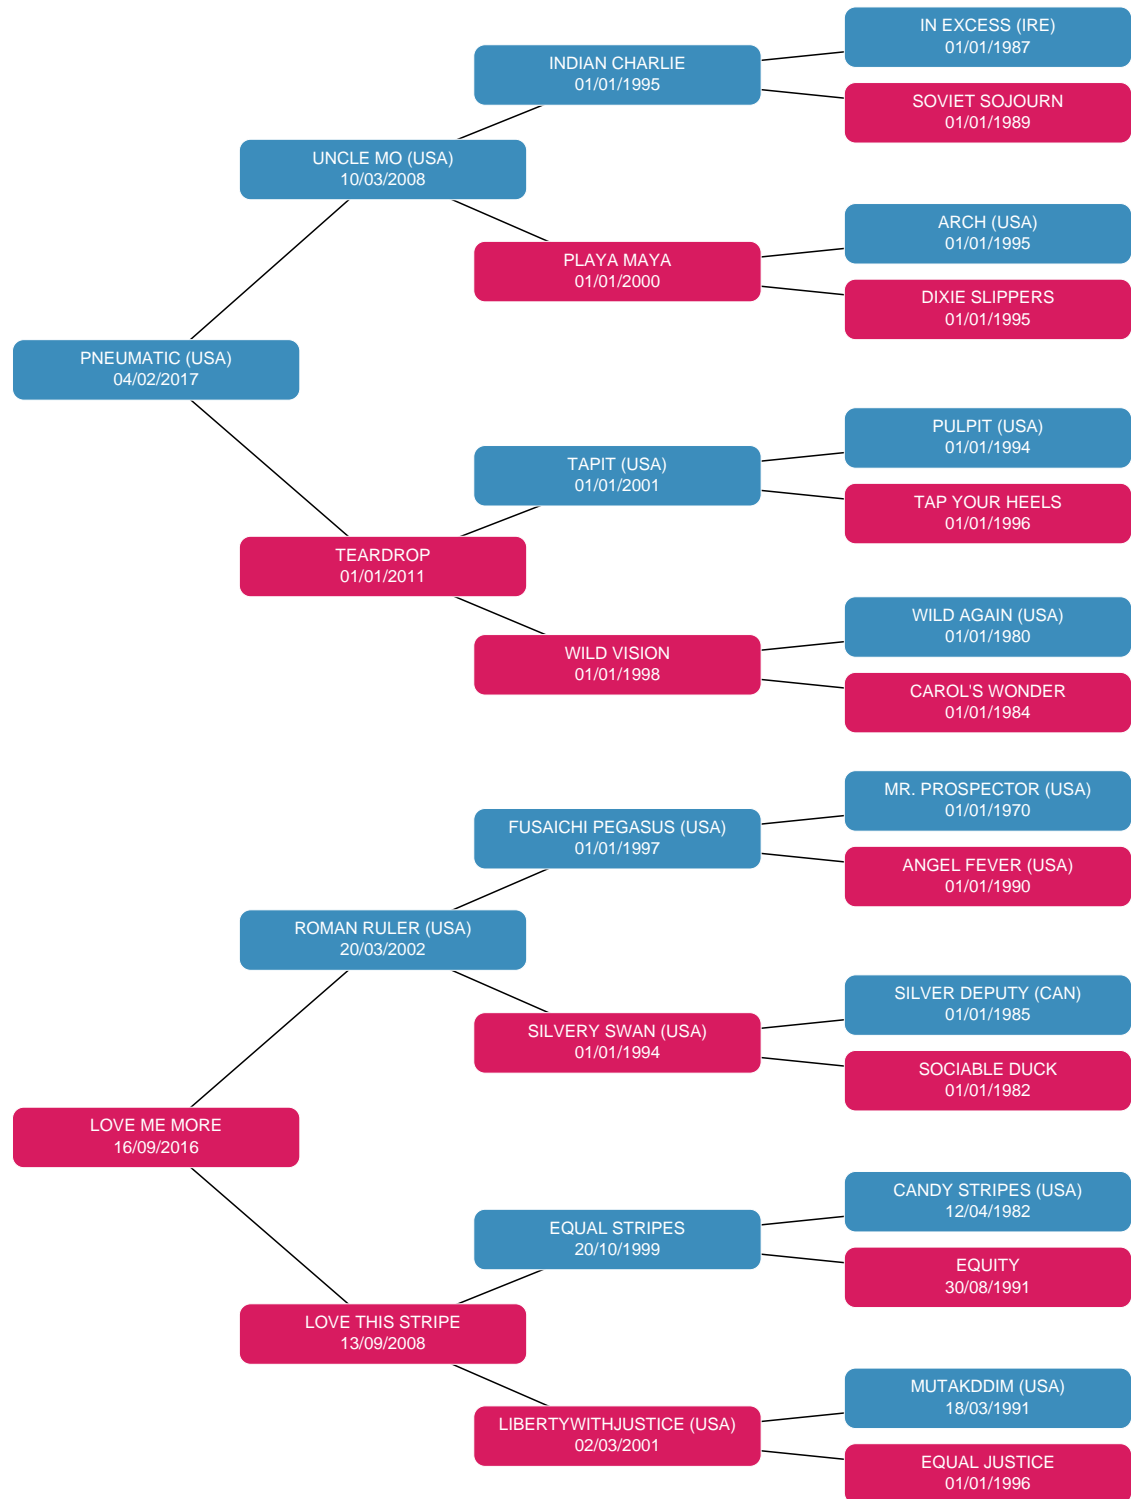 IN EXCESS (IRE)
01/01/1987
INDIAN CHARLIE
01/01/1995
SOVIET SOJOURN
01/01/1989
UNCLE MO (USA)
10/03/2008
ARCH (USA)
01/01/1995
PLAYA MAYA
01/01/2000
DIXIE SLIPPERS
01/01/1995
PNEUMATIC (USA)
04/02/2017
PULPIT (USA)
01/01/1994
TAPIT (USA)
01/01/2001
TAP YOUR HEELS
01/01/1996
TEARDROP
01/01/2011
WILD AGAIN (USA)
01/01/1980
WILD VISION
01/01/1998
CAROL'S WONDER
01/01/1984
MR. PROSPECTOR (USA)
01/01/1970
FUSAICHI PEGASUS (USA)
01/01/1997
ANGEL FEVER (USA)
01/01/1990
ROMAN RULER (USA)
20/03/2002
SILVER DEPUTY (CAN)
01/01/1985
SILVERY SWAN (USA)
01/01/1994
SOCIABLE DUCK
01/01/1982
LOVE ME MORE
16/09/2016
CANDY STRIPES (USA)
12/04/1982
EQUAL STRIPES
20/10/1999
EQUITY
30/08/1991
LOVE THIS STRIPE
13/09/2008
MUTAKDDIM (USA)
18/03/1991
LIBERTYWITHJUSTICE (USA)
02/03/2001
EQUAL JUSTICE
01/01/1996